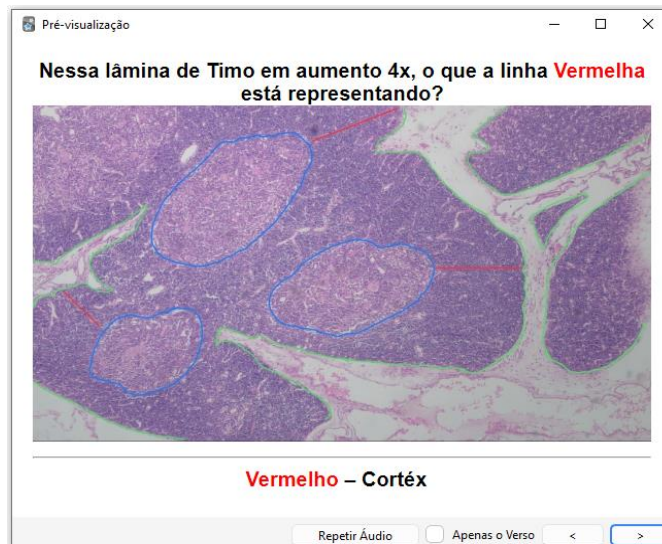 Pré-visualização
Nessa lâmina de Timo em aumento 4x, o que a linha Vermelha
está representando?
Vermelho – Cortéx
Repetir Áudio
Apenas o Verso
<
>